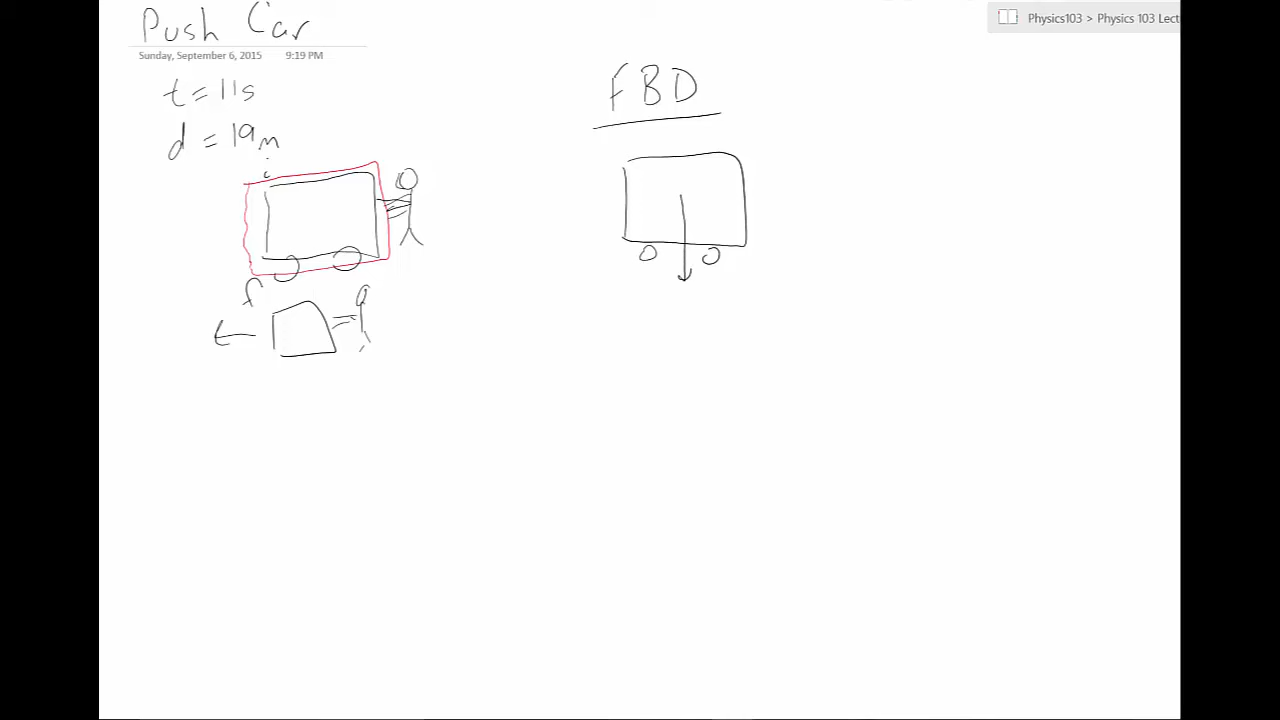 Push Car
Physics103 > Physics 103 Lect
Sunday, September 6, 2015 9:19 PM
t = 11s
d = 19m
i
f
FBD